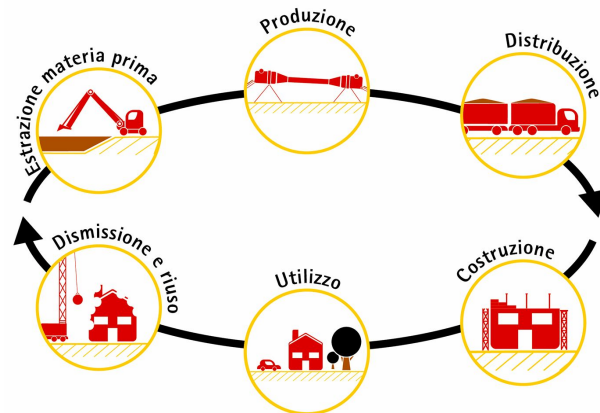 Estrazione materia prima
Produzione
Distribuzione
Costruzione
Utilizzo
Dismissione e riuso